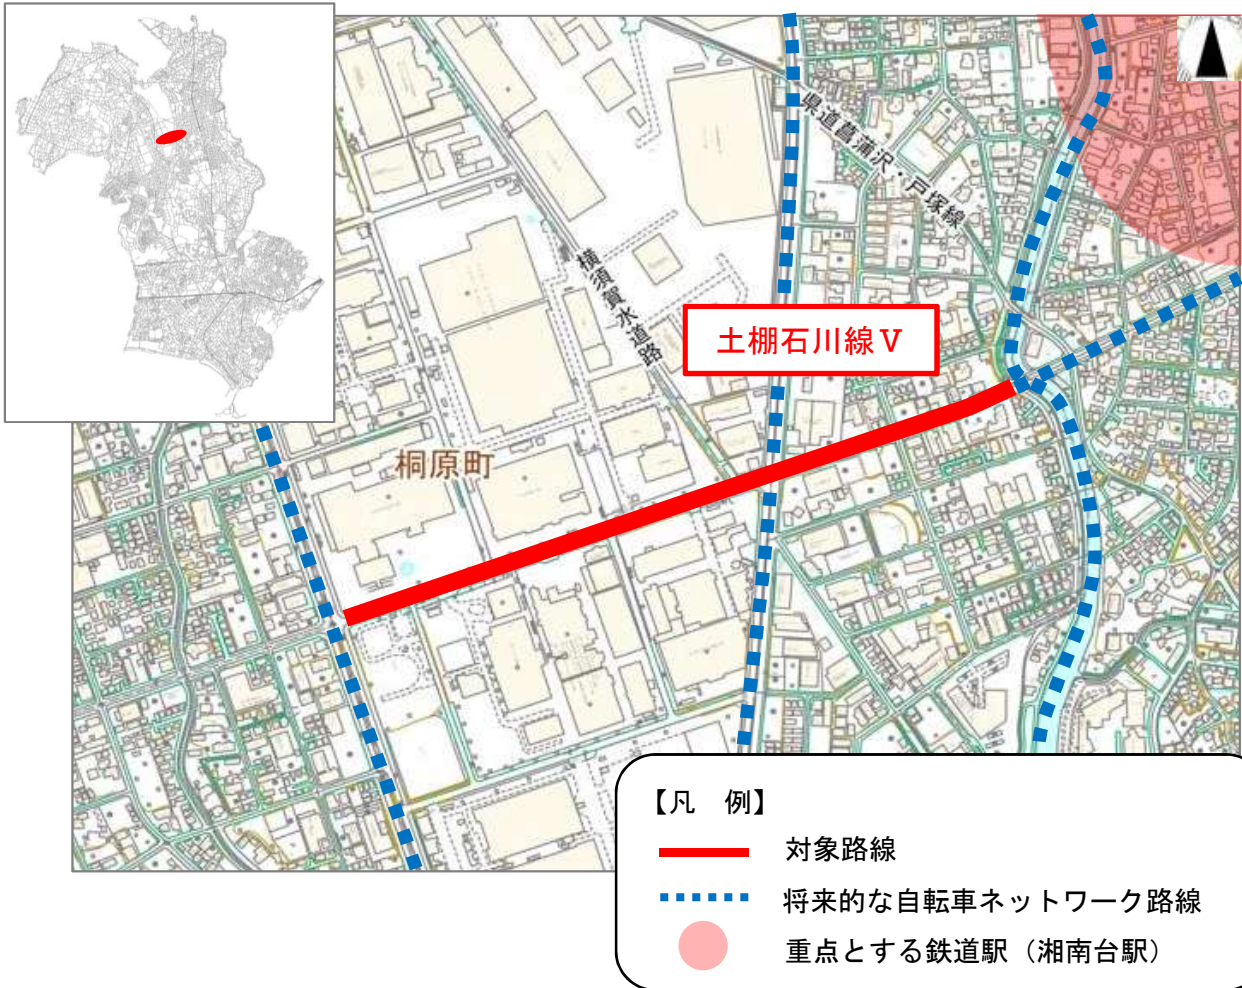 県道菖蒲沢・戸塚線
横須賀水道路
土棚石川線Ⅴ
桐原町
【凡　例】
対象路線
将来的な自転車ネットワーク路線
重点とする鉄道駅（湘南台駅）